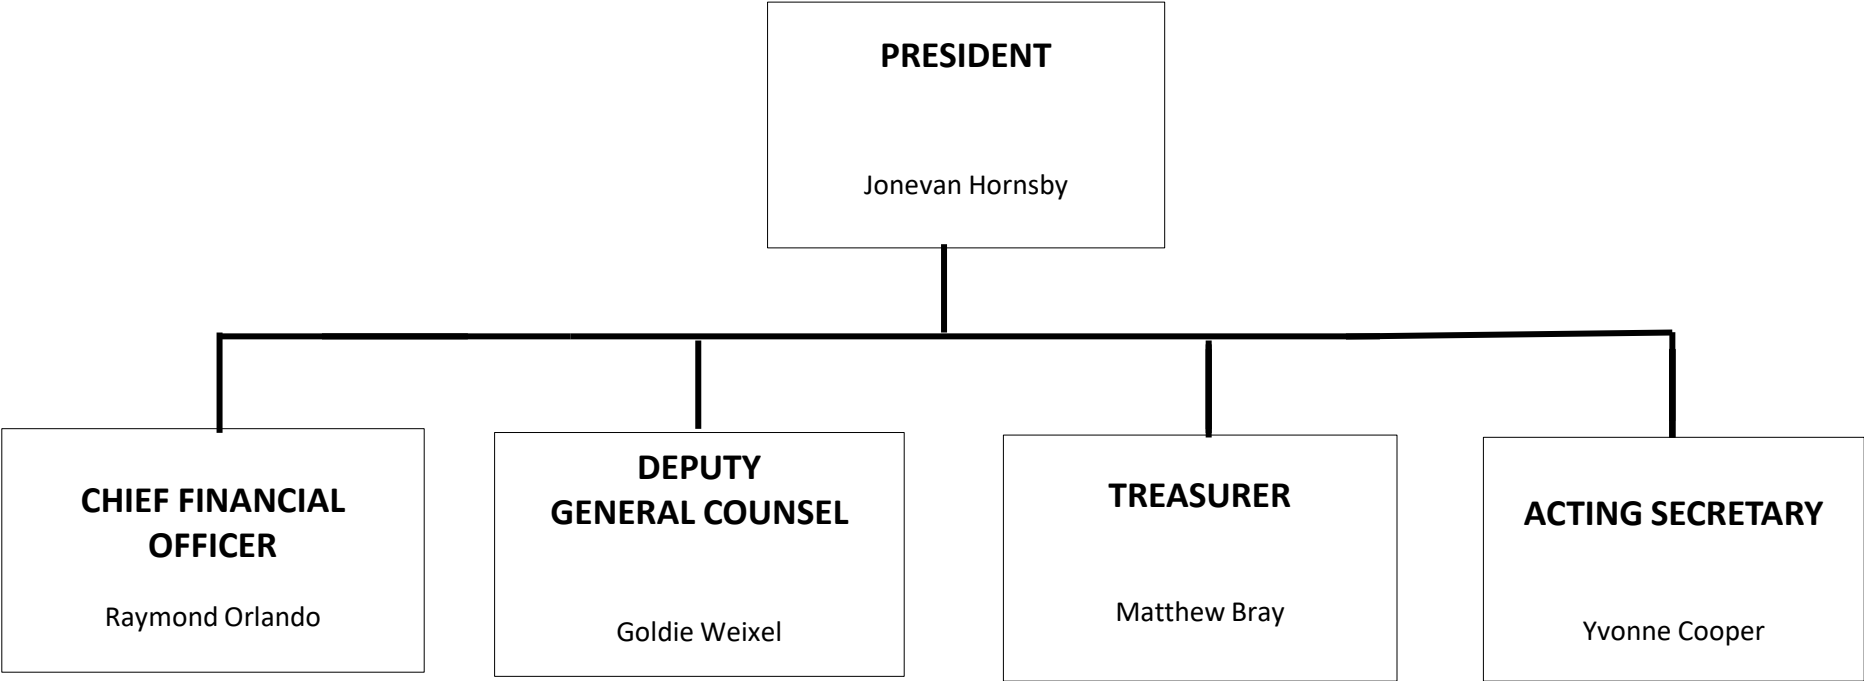 PRESIDENT
Jonevan Hornsby
CHIEF FINANCIAL
OFFICER
Raymond Orlando
DEPUTY
GENERAL COUNSEL
Goldie Weixel
TREASURER
Matthew Bray
ACTING SECRETARY
Yvonne Cooper